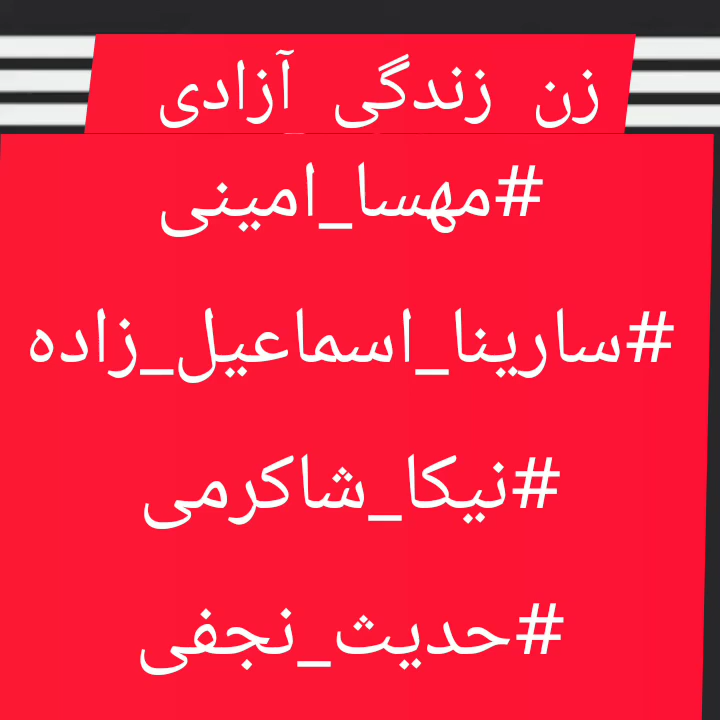 زن زندگی آزادی
#مهسا_امینی
#سارینا_اسماعیل_زاده
#نیکا_شاکرمی
#حدیث_نجفی